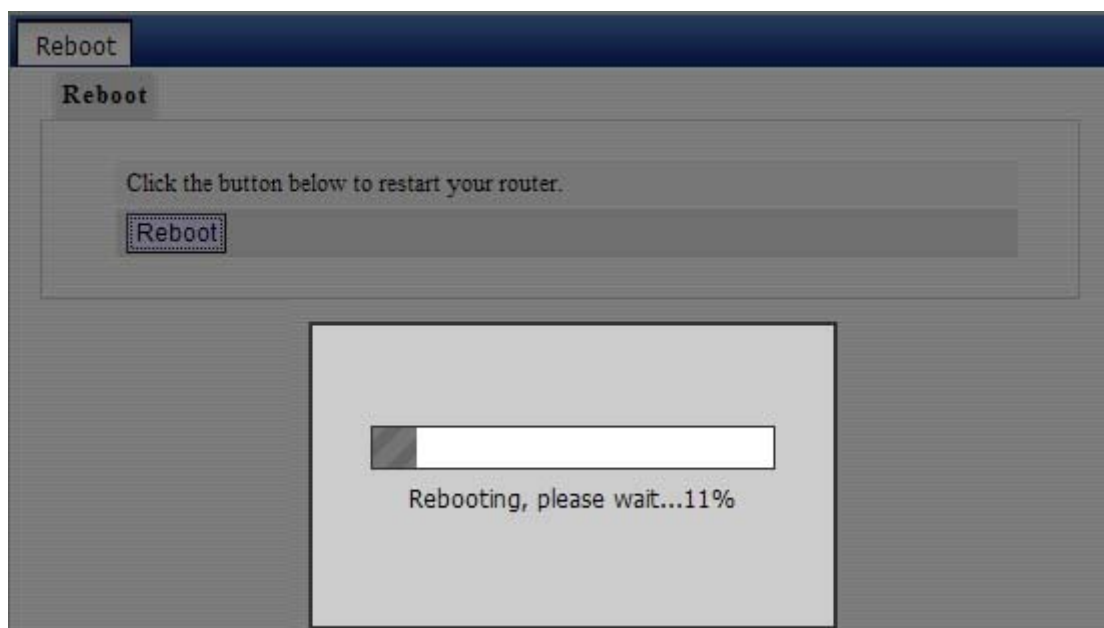 Reboot
Reboot
Click the button below to restart your router.
Reboot
Rebooting, please wait...11%